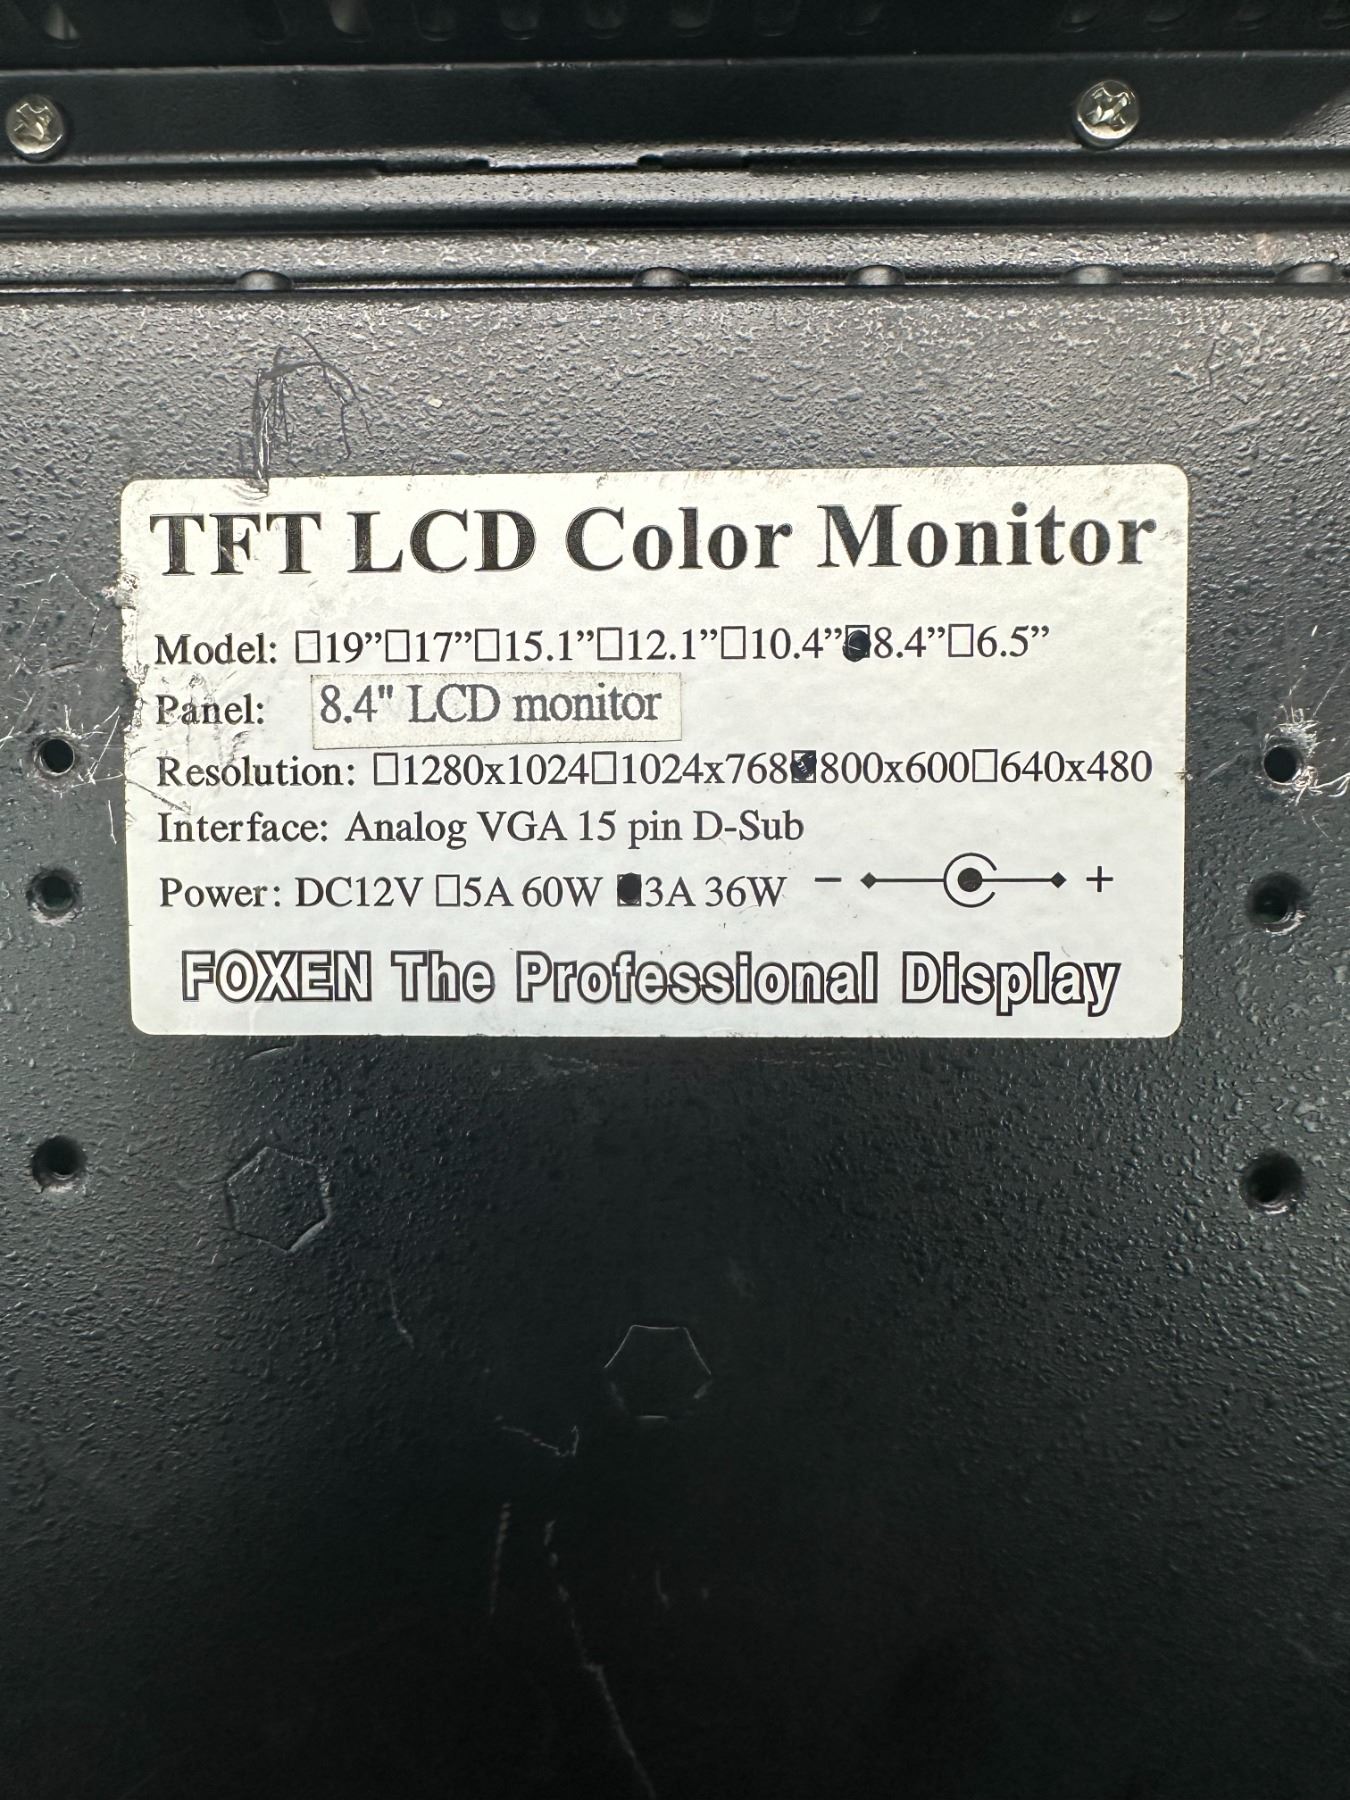 TFT LCD Color Monitor
Model: □19”□17”□15.1”□12.1”□10.4”■8.4”□6.5”
Panel: 8.4" LCD monitor
Resolution: □1280x1024□1024x768■800x600□640x480
Interface: Analog VGA 15 pin D-Sub
Power: DC12V □5A 60W ■3A 36W − +
FOXEN The Professional Display